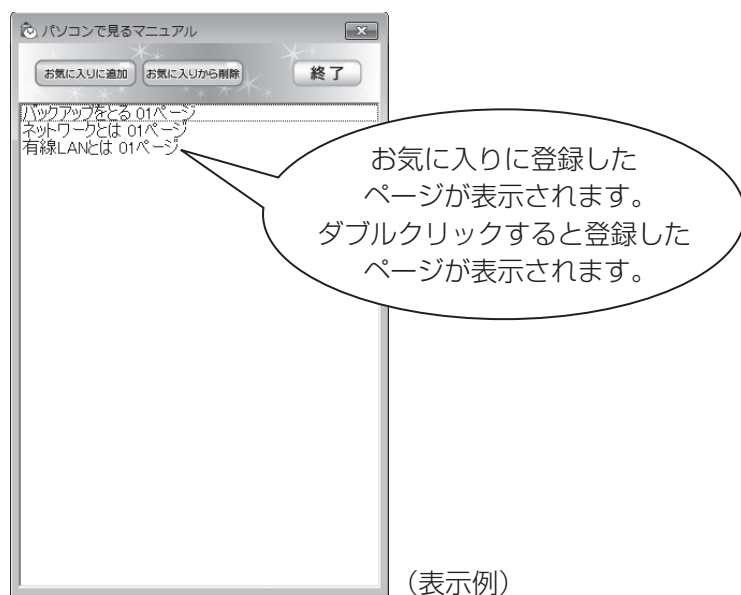 パソコンで見るマニュアル
お気に入りに追加 お気に入りから削除 終了
バックアップをとる 01ページ
ネットワークとは 01ページ
有線LANとは 01ページ
お気に入りに登録した
ページが表示されます。
ダブルクリックすると登録した
ページが表示されます。
（表示例）